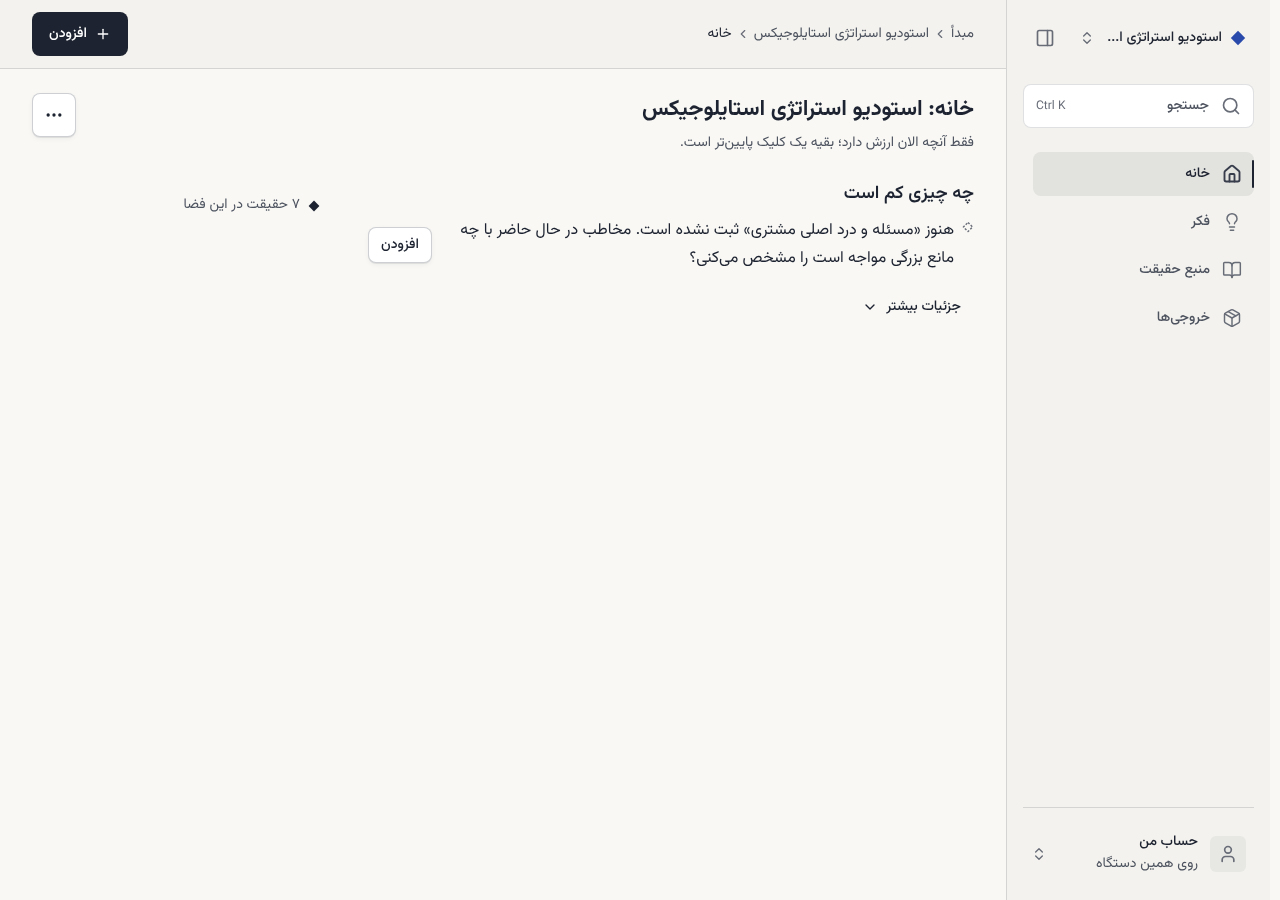 استودیو استراتژی ا...
جستجو
Ctrl K
خانه
فکر
منبع حقیقت
خروجی‌ها
حساب من
روی همین دستگاه
مبدأ › استودیو استراتژی استایلوجیکس › خانه
افزودن
خانه: استودیو استراتژی استایلوجیکس
فقط آنچه الان ارزش دارد؛ بقیه یک کلیک پایین‌تر است.
چه چیزی کم است
هنوز «مسئله و درد اصلی مشتری» ثبت نشده است. مخاطب در حال حاضر با چه
مانع بزرگی مواجه است را مشخص می‌کنی؟
افزودن
جزئیات بیشتر
۷ حقیقت در این فضا